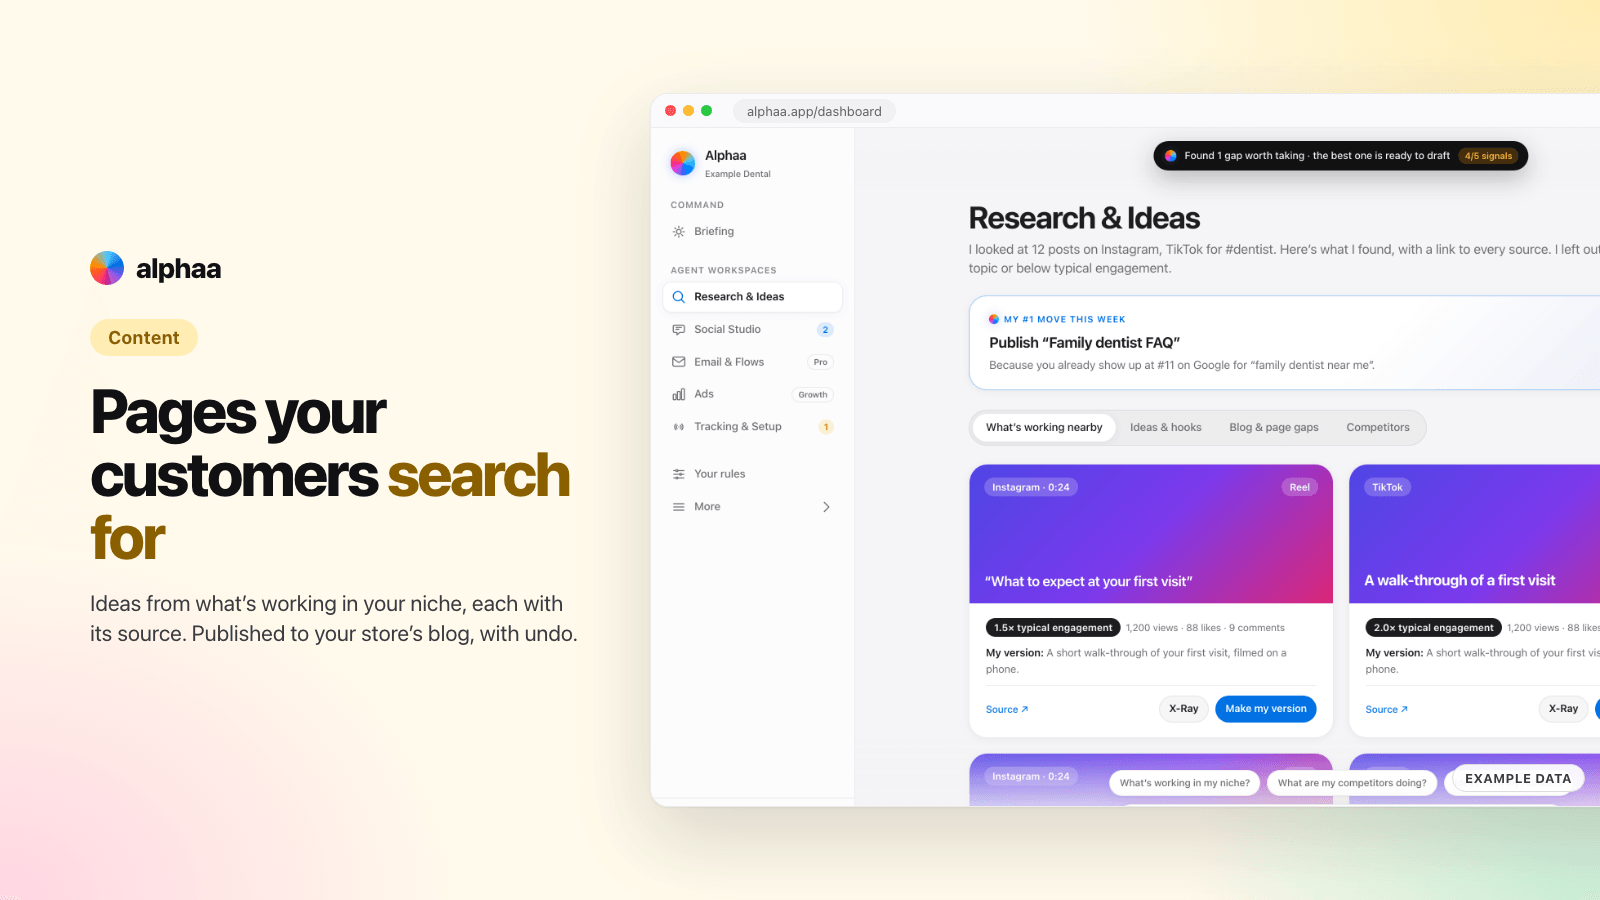 alphaa
Content
Pages your
customers search
for
Ideas from what's working in your niche, each with
its source. Published to your store's blog, with undo.
alphaa.app/dashboard
Alphaa
Example Dental
COMMAND
Briefing
AGENT WORKSPACES
Research & Ideas
Social Studio 2
Email & Flows Pro
Ads Growth
Tracking & Setup 1
Your rules
More
Found 1 gap worth taking · the best one is ready to draft 4/5 signals
Research & Ideas
I looked at 12 posts on Instagram, TikTok for #dentist. Here's what I found, with a link to every source. I left out
topic or below typical engagement.
MY #1 MOVE THIS WEEK
Publish “Family dentist FAQ”
Because you already show up at #11 on Google for “family dentist near me”.
What's working nearby Ideas & hooks Blog & page gaps Competitors
Instagram · 0:24 Reel
“What to expect at your first visit”
1.5× typical engagement 1,200 views · 88 likes · 9 comments
My version: A short walk-through of your first visit, filmed on a
phone.
Source ↗ X-Ray Make my version
TikTok
A walk-through of a first visit
2.0× typical engagement 1,200 views · 88 likes
My version: A short walk-through of your first
phone.
Source ↗ X-Ray
Instagram · 0:24
What's working in my niche? What are my competitors doing?
EXAMPLE DATA